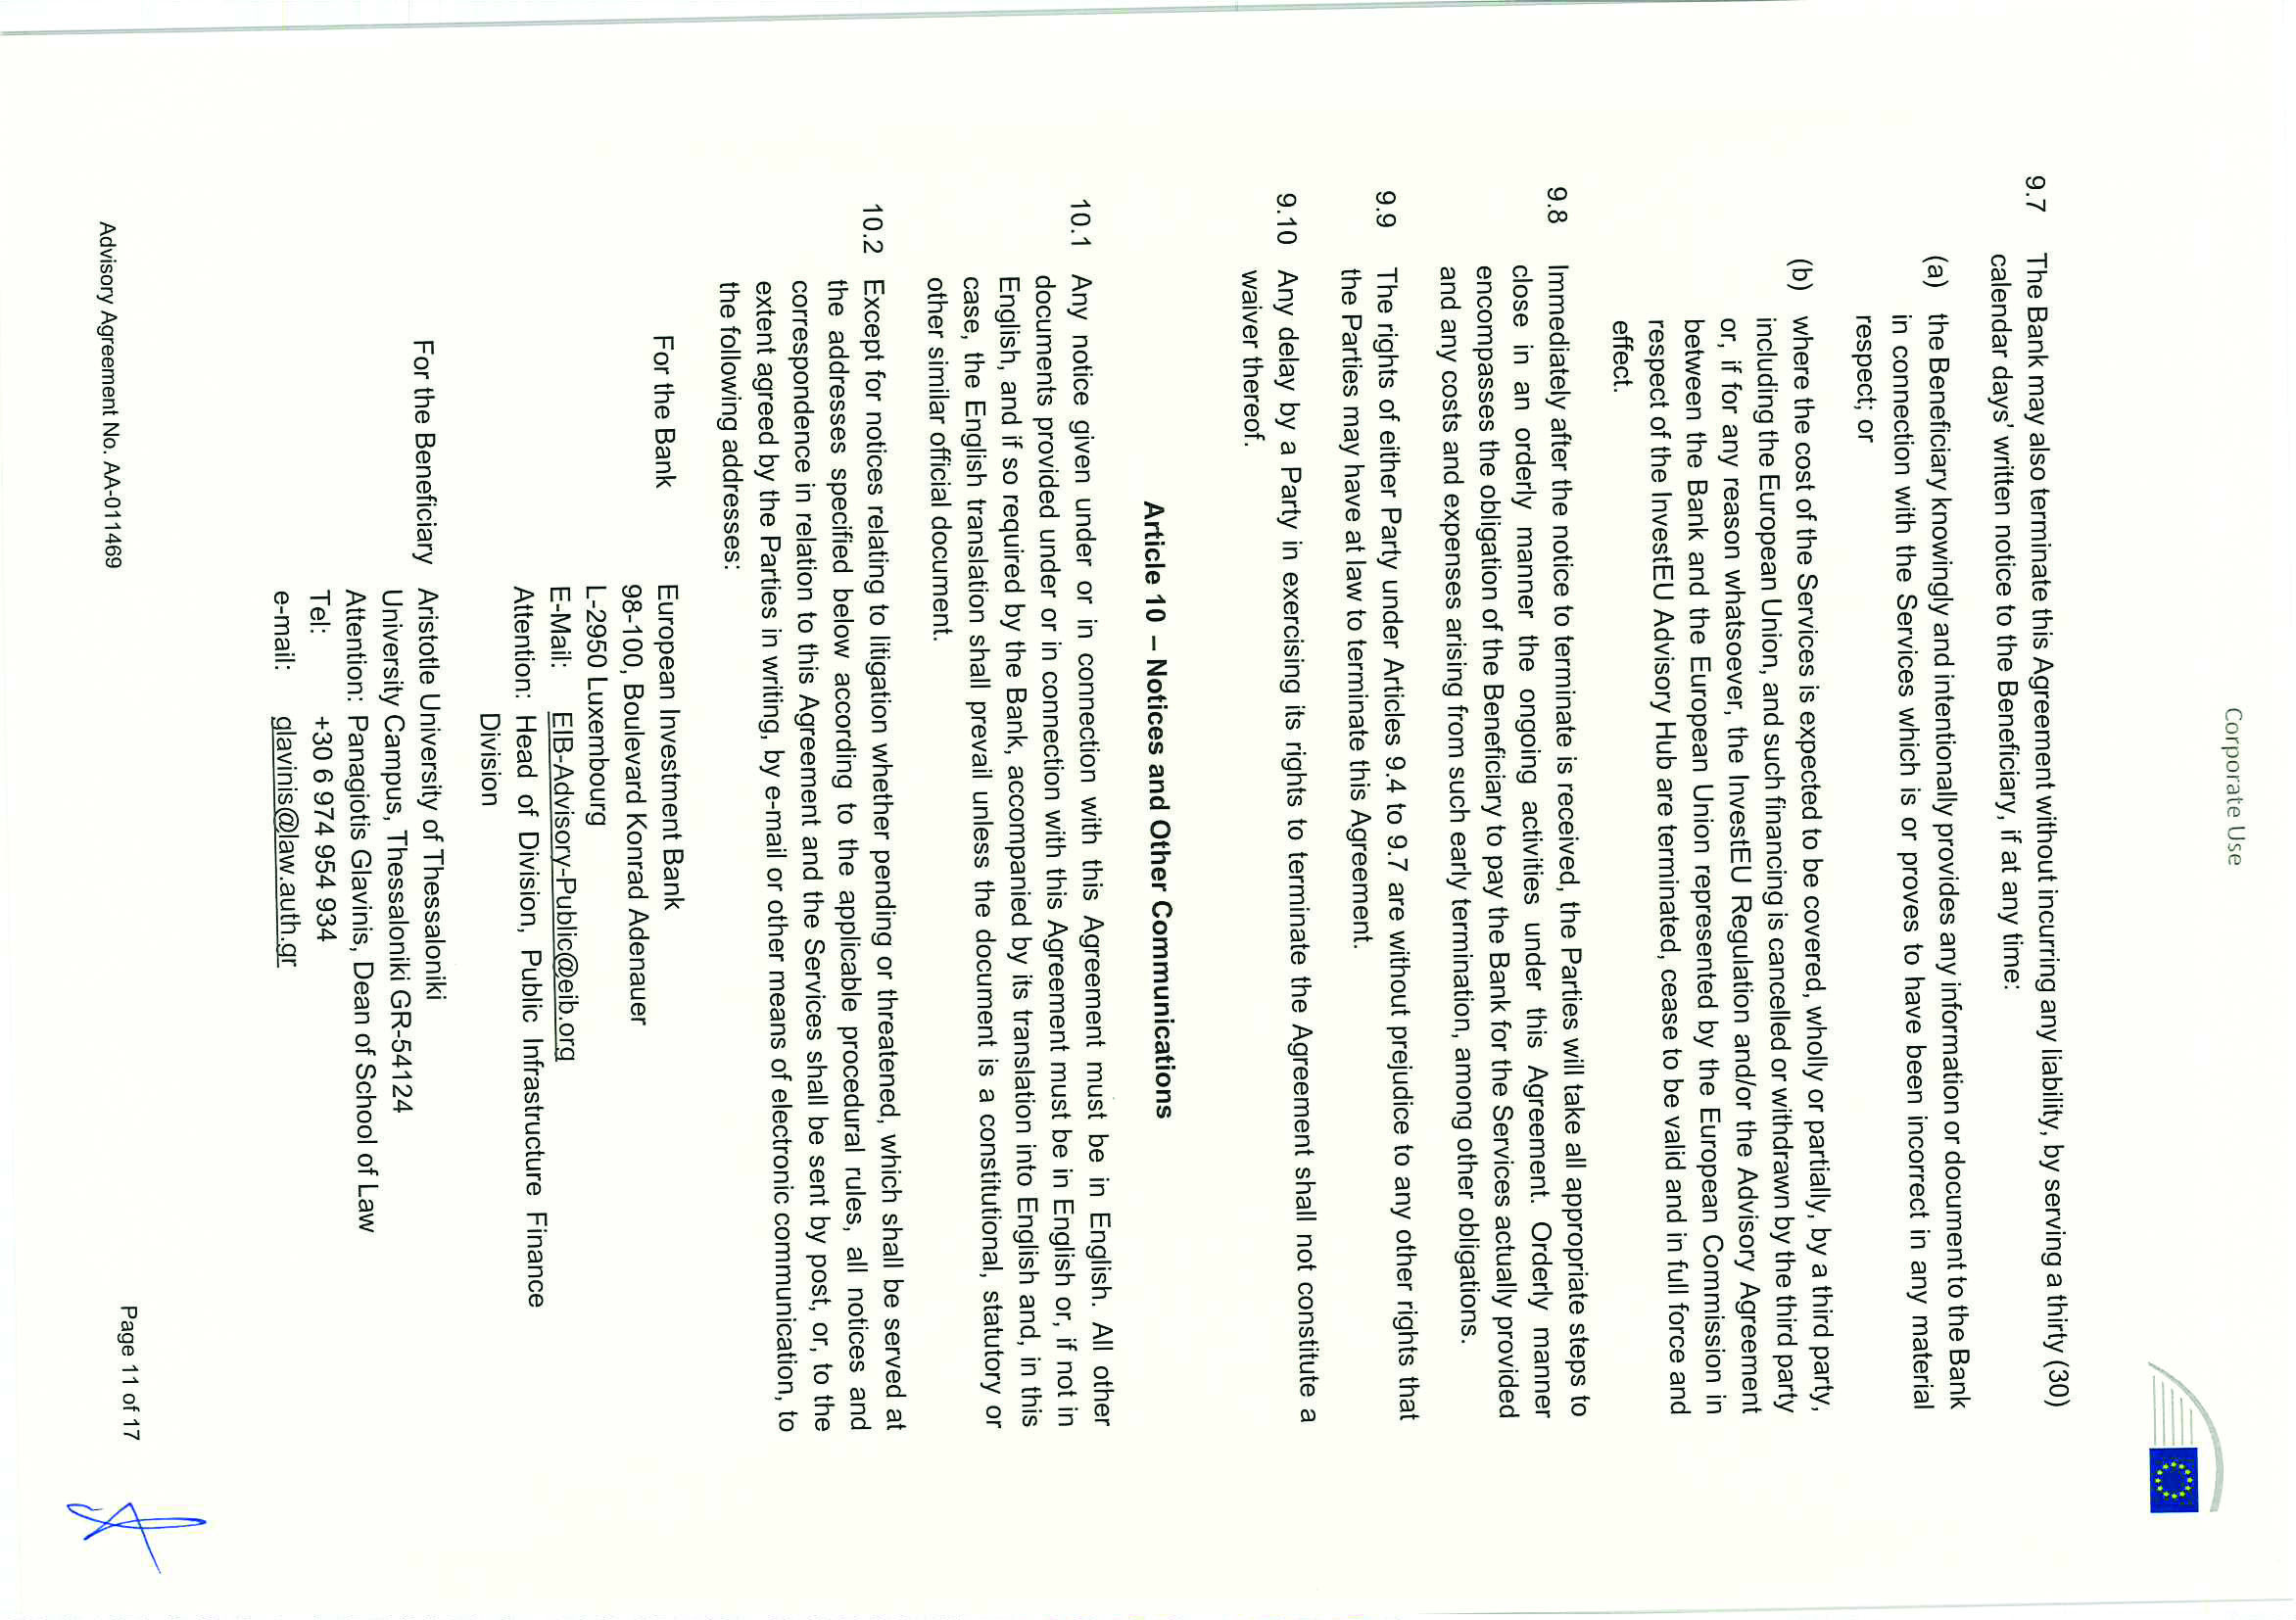 Corporate Use
9.7 The Bank may also terminate this Agreement without incurring any liability, by serving a thirty (30)
calendar days' written notice to the Beneficiary, if at any time:
(a) the Beneficiary knowingly and intentionally provides any information or document to the Bank
in connection with the Services which is or proves to have been incorrect in any material
respect; or
(b) where the cost of the Services is expected to be covered, wholly or partially, by a third party,
including the European Union, and such financing is cancelled or withdrawn by the third party
or, if for any reason whatsoever, the InvestEU Regulation and/or the Advisory Agreement
between the Bank and the European Union represented by the European Commission in
respect of the InvestEU Advisory Hub are terminated, cease to be valid and in full force and
effect.
9.8 Immediately after the notice to terminate is received, the Parties will take all appropriate steps to
close in an orderly manner the ongoing activities under this Agreement. Orderly manner
encompasses the obligation of the Beneficiary to pay the Bank for the Services actually provided
and any costs and expenses arising from such early termination, among other obligations.
9.9 The rights of either Party under Articles 9.4 to 9.7 are without prejudice to any other rights that
the Parties may have at law to terminate this Agreement.
9.10 Any delay by a Party in exercising its rights to terminate the Agreement shall not constitute a
waiver thereof.
Article 10 – Notices and Other Communications
10.1 Any notice given under or in connection with this Agreement must be in English. All other
documents provided under or in connection with this Agreement must be in English or, if not in
English, and if so required by the Bank, accompanied by its translation into English and, in this
case, the English translation shall prevail unless the document is a constitutional, statutory or
other similar official document.
10.2 Except for notices relating to litigation whether pending or threatened, which shall be served at
the addresses specified below according to the applicable procedural rules, all notices and
correspondence in relation to this Agreement and the Services shall be sent by post, or, to the
extent agreed by the Parties in writing, by e-mail or other means of electronic communication, to
the following addresses:
For the Bank European Investment Bank
98-100, Boulevard Konrad Adenauer
L-2950 Luxembourg
E-Mail: EIB-Advisory-Public@eib.org
Attention: Head of Division, Public Infrastructure Finance
Division
For the Beneficiary Aristotle University of Thessaloniki
University Campus, Thessaloniki GR-54124
Attention: Panagiotis Glavinis, Dean of School of Law
Tel: +30 6 974 954 934
e-mail: glavinis@law.auth.gr
Advisory Agreement No. AA-011469 Page 11 of 17